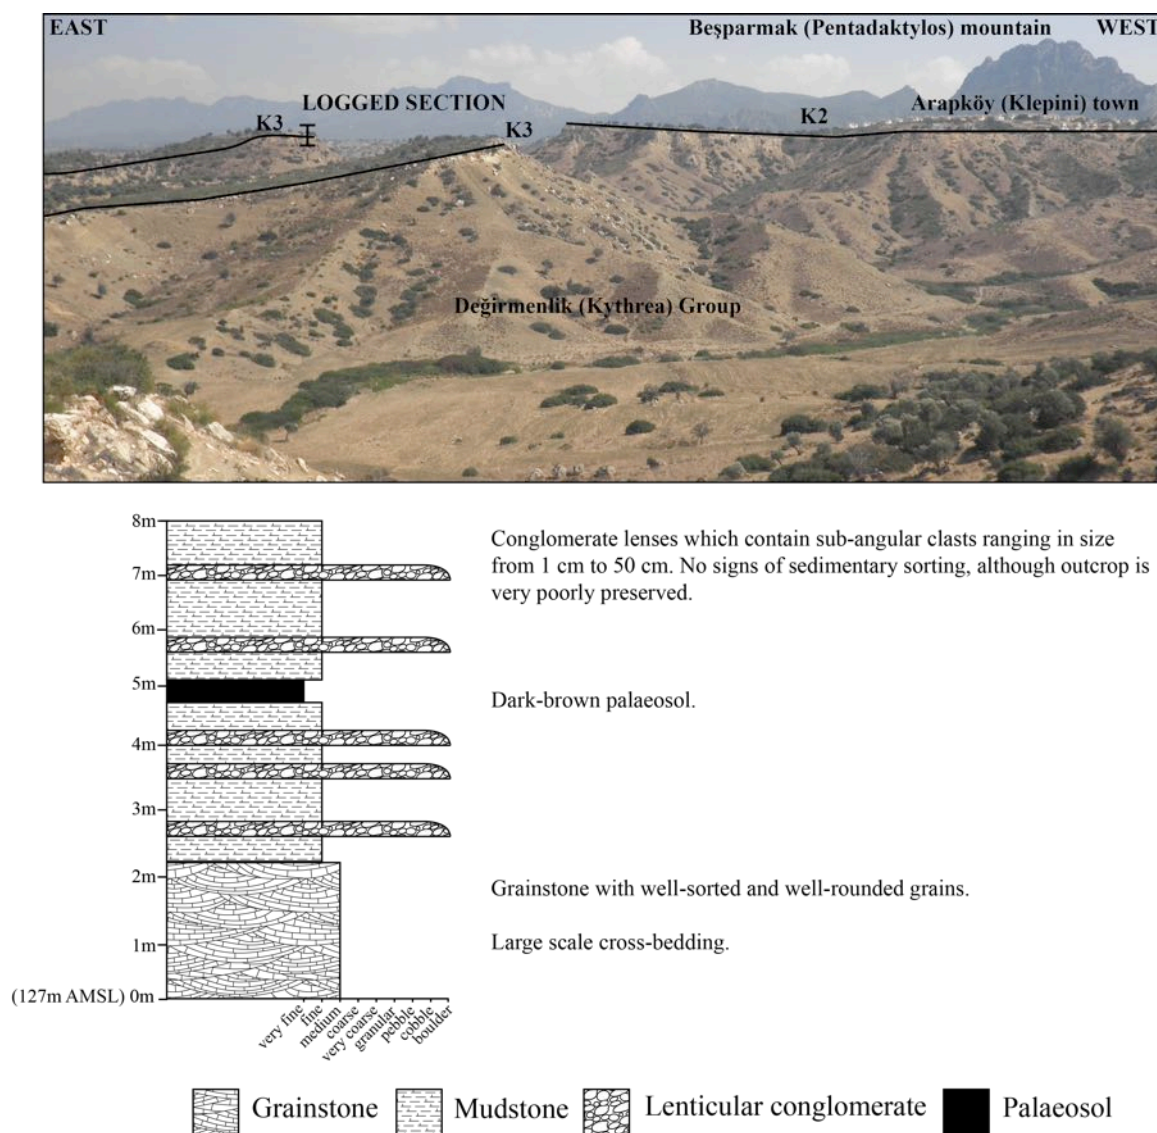 EAST
Beşparmak (Pentadaktylos) mountain
WEST
LOGGED SECTION
Arapköy (Klepini) town
K3
K3
K2
Değirmenlik (Kythrea) Group
8m
7m
6m
5m
4m
3m
2m
1m
(127m AMSL) 0m
Conglomerate lenses which contain sub-angular clasts ranging in size
from 1 cm to 50 cm. No signs of sedimentary sorting, although outcrop is
very poorly preserved.
Dark-brown palaeosol.
Grainstone with well-sorted and well-rounded grains.
Large scale cross-bedding.
very fine
fine
medium
coarse
very coarse
granular
pebble
cobble
boulder
Grainstone
Mudstone
Lenticular conglomerate
Palaeosol